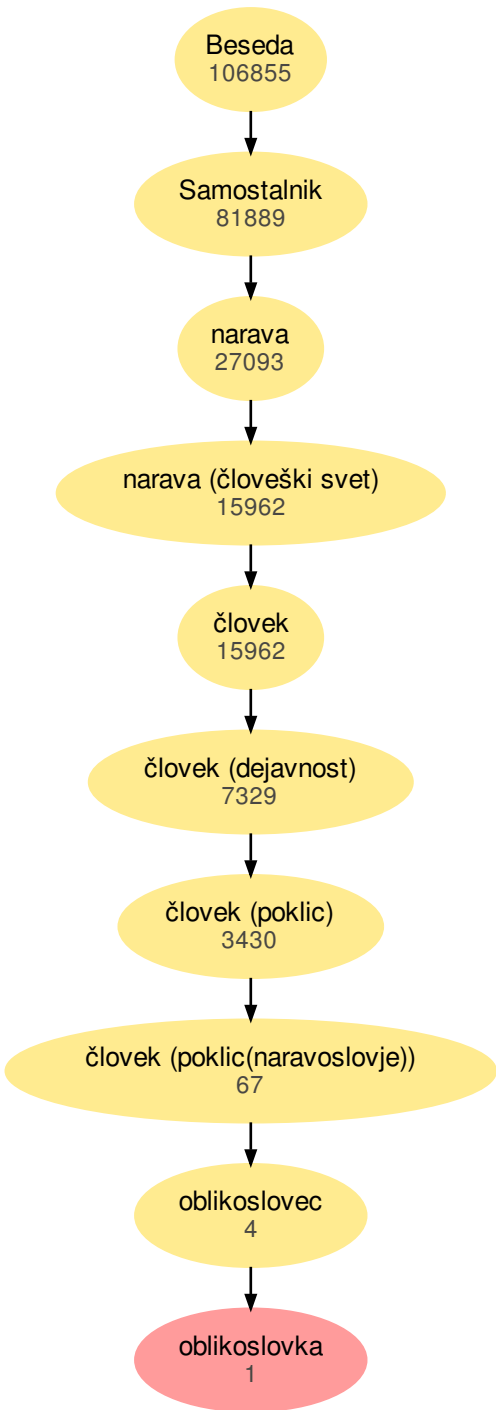 Beseda
106855
Samostalnik
81889
narava
27093
narava (človeški svet)
15962
človek
15962
človek (dejavnost)
7329
človek (poklic)
3430
človek (poklic(naravoslovje))
67
oblikoslovec
4
oblikoslovka
1